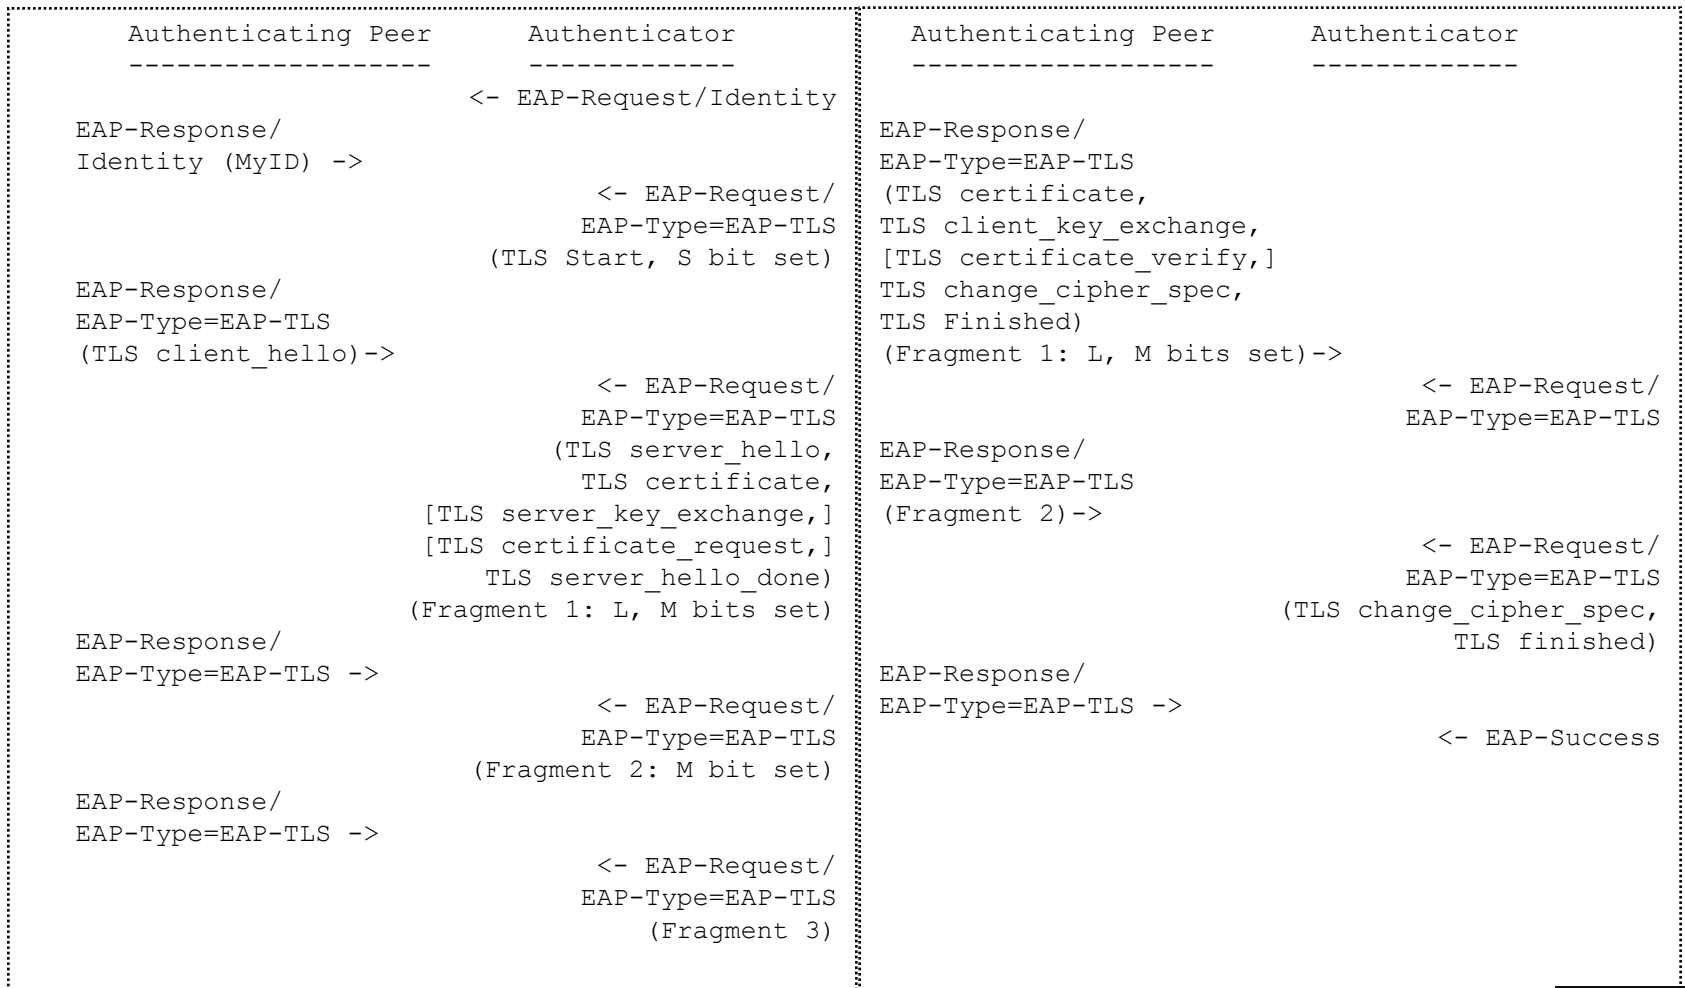 Authenticating Peer Authenticator
------------------- -------------
<- EAP-Request/Identity
EAP-Response/
Identity (MyID) ->
<- EAP-Request/
EAP-Type=EAP-TLS
(TLS Start, S bit set)
EAP-Response/
EAP-Type=EAP-TLS
(TLS client_hello)->
<- EAP-Request/
EAP-Type=EAP-TLS
(TLS server_hello,
TLS certificate,
[TLS server_key_exchange,]
[TLS certificate_request,]
TLS server_hello_done)
(Fragment 1: L, M bits set)
EAP-Response/
EAP-Type=EAP-TLS ->
<- EAP-Request/
EAP-Type=EAP-TLS
(Fragment 2: M bit set)
EAP-Response/
EAP-Type=EAP-TLS ->
<- EAP-Request/
EAP-Type=EAP-TLS
(Fragment 3)
Authenticating Peer Authenticator
------------------- -------------
EAP-Response/
EAP-Type=EAP-TLS
(TLS certificate,
TLS client_key_exchange,
[TLS certificate_verify,]
TLS change_cipher_spec,
TLS Finished)
(Fragment 1: L, M bits set)->
<- EAP-Request/
EAP-Type=EAP-TLS
EAP-Response/
EAP-Type=EAP-TLS
(Fragment 2)->
<- EAP-Request/
EAP-Type=EAP-TLS
(TLS change_cipher_spec,
TLS finished)
EAP-Response/
EAP-Type=EAP-TLS ->
<- EAP-Success